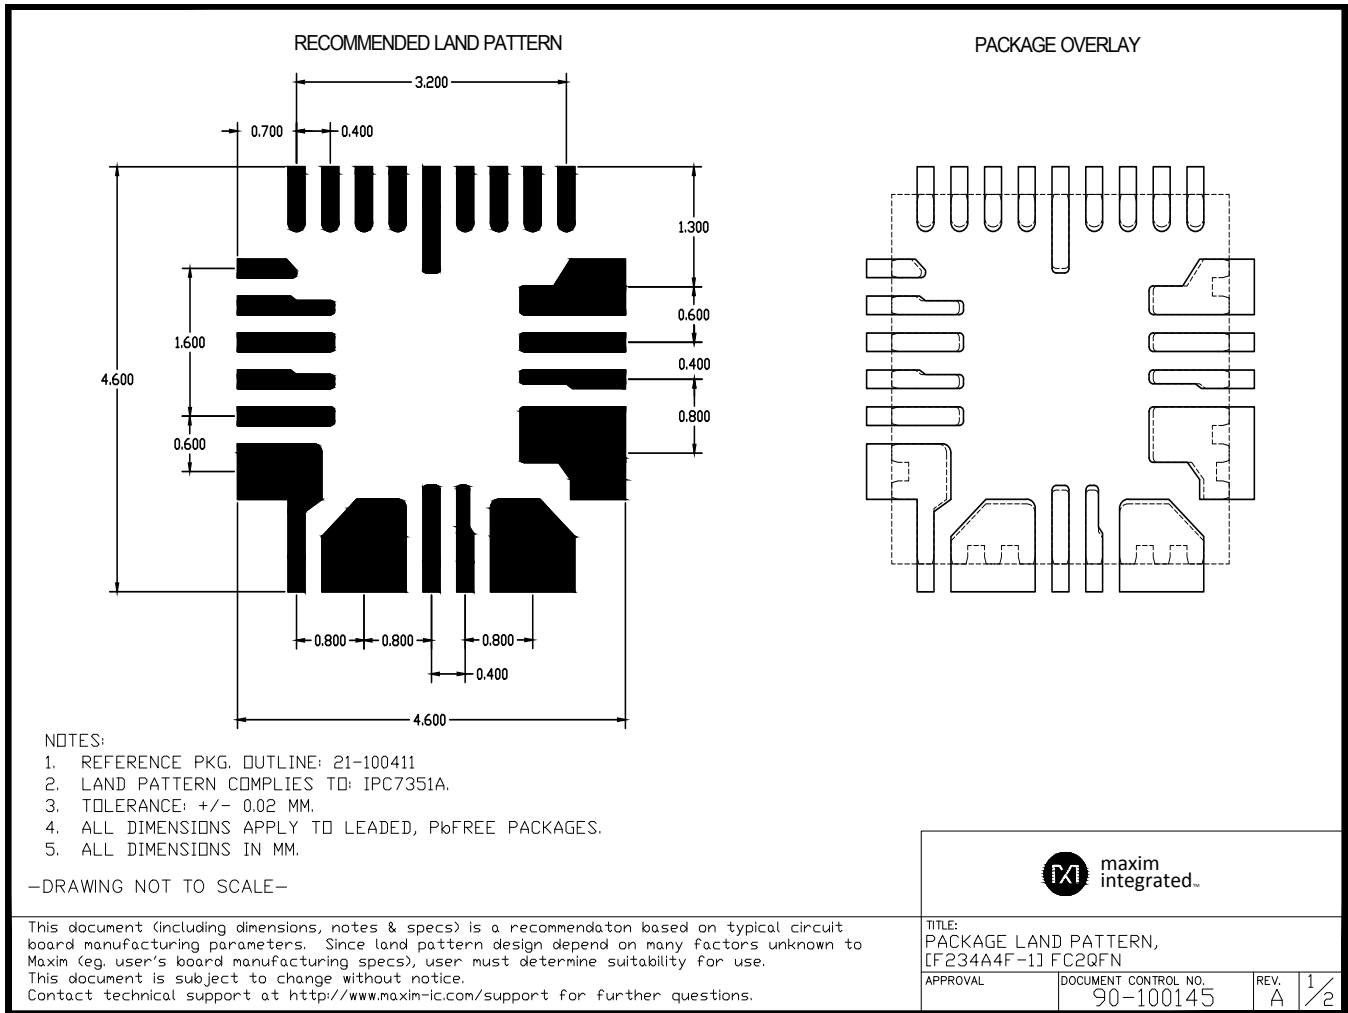 RECOMMENDED LAND PATTERN
PACKAGE OVERLAY
3.200
0.700
0.400
1.300
0.600
1.600
0.400
4.600
0.800
0.600
0.800
0.800
0.800
0.400
4.600
NOTES:
1. REFERENCE PKG. OUTLINE: 21-100411
2. LAND PATTERN COMPLIES TO: IPC7351A.
3. TOLERANCE: +/- 0.02 MM.
4. ALL DIMENSIONS APPLY TO LEADED, PbFREE PACKAGES.
5. ALL DIMENSIONS IN MM.
-DRAWING NOT TO SCALE-
maxim
integrated™
This document (including dimensions, notes & specs) is a recommendaton based on typical circuit
board manufacturing parameters. Since land pattern design depend on many factors unknown to
Maxim (eg. user's board manufacturing specs), user must determine suitability for use.
This document is subject to change without notice.
Contact technical support at http://www.maxim-ic.com/support for further questions.
TITLE:
PACKAGE LAND PATTERN,
[F234A4F-1] FC2QFN
APPROVAL
DOCUMENT CONTROL NO.
90-100145
REV.
A
1/2